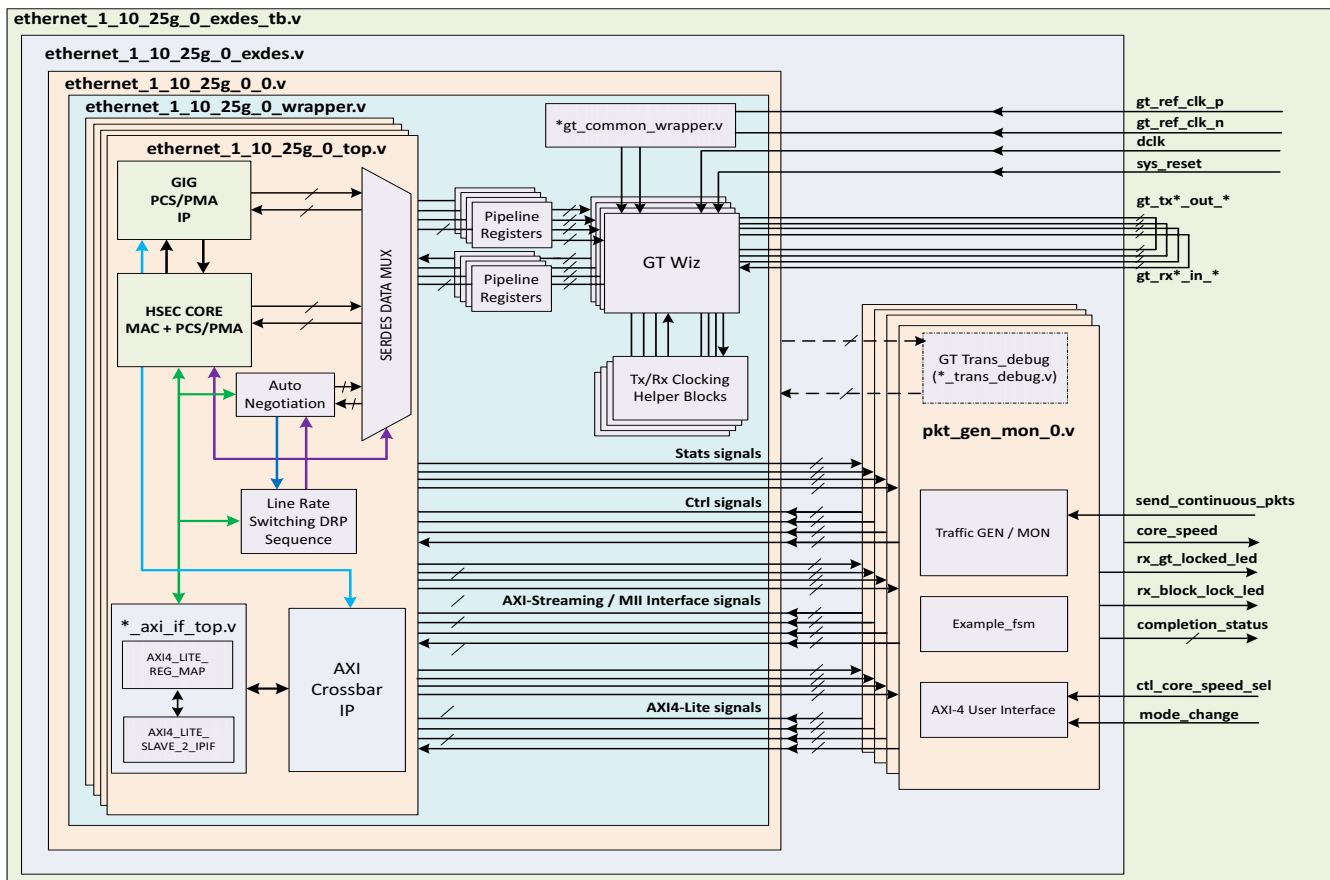 ethernet_1_10_25g_0_exdes_tb.v
ethernet_1_10_25g_0_exdes.v
ethernet_1_10_25g_0_0.v
ethernet_1_10_25g_0_wrapper.v
ethernet_1_10_25g_0_top.v
GIG
PCS/PMA
IP
HSEC CORE
MAC + PCS/PMA
SERDES DATA MUX
Auto
Negotiation
Line Rate
Switching DRP
Sequence
*_axi_if_top.v
AXI4_LITE_
REG_MAP
AXI4_LITE_
SLAVE_2_IPIF
AXI
Crossbar
IP
*gt_common_wrapper.v
Pipeline
Registers
Pipeline
Registers
GT Wiz
Tx/Rx Clocking
Helper Blocks
Stats signals
Ctrl signals
AXI-Streaming / MII Interface signals
AXI4-Lite signals
GT Trans_debug
(*_trans_debug.v)
pkt_gen_mon_0.v
Traffic GEN / MON
Example_fsm
AXI-4 User Interface
gt_ref_clk_p
gt_ref_clk_n
dclk
sys_reset
gt_tx*_out_*
gt_rx*_in_*
send_continuous_pkts
core_speed
rx_gt_locked_led
rx_block_lock_led
completion_status
ctl_core_speed_sel
mode_change